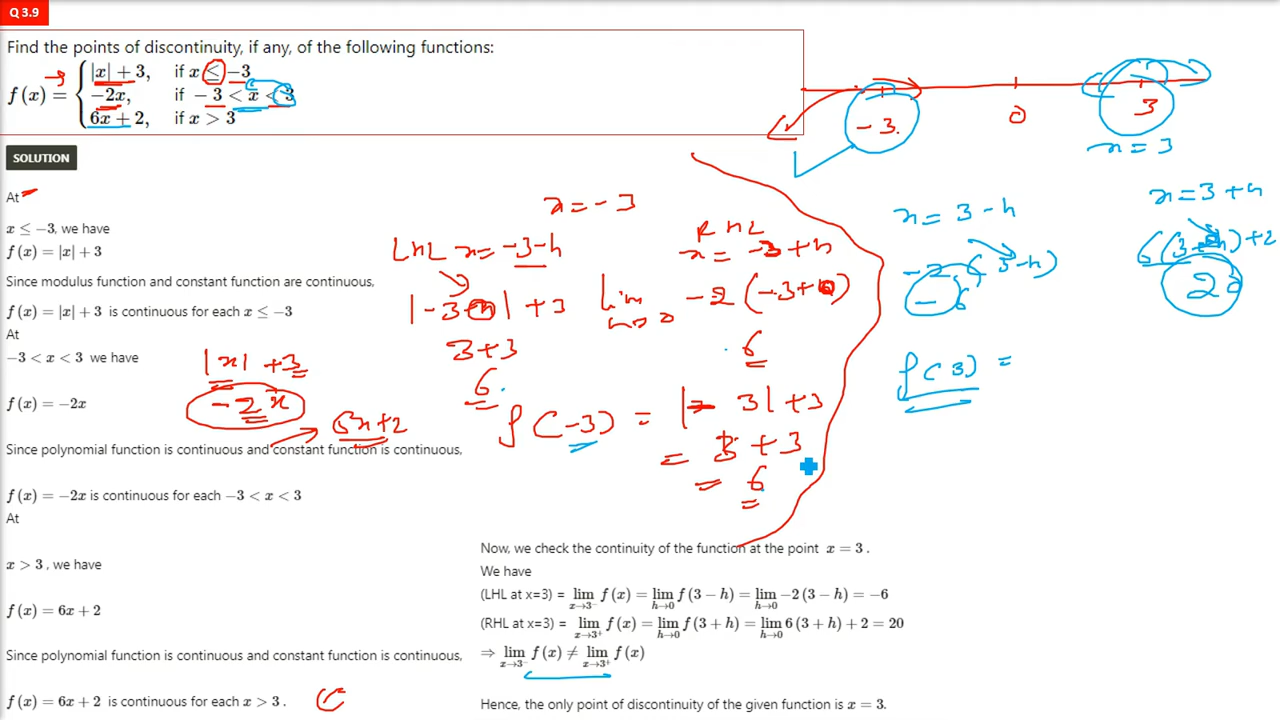 Q 3.9
Find the points of discontinuity, if any, of the following functions:
|x| + 3, if x ≤ −3
f (x) = { −2x, if − 3 < x < 3
6x + 2, if x > 3
SOLUTION
At
x ≤ −3, we have
f (x) = |x| + 3
Since modulus function and constant function are continuous,
f (x) = |x| + 3 is continuous for each x ≤ −3
At
−3 < x < 3 we have
f (x) = −2x
Since polynomial function is continuous and constant function is continuous,
f (x) = −2x is continuous for each −3 < x < 3
At
x > 3 , we have
f (x) = 6x + 2
Since polynomial function is continuous and constant function is continuous,
f (x) = 6x + 2 is continuous for each x > 3 .
|x| + 3
− 2x
6x+2
x = − 3
LHL x = −3−h
|−3−h| + 3
3+3
6
RHL
x = −3+h
lim h→0 −2 (−3+0)
6
f (−3) = |− 3| + 3
= 3 + 3
= 6
−3
0
3
x = 3
x = 3−h
−2 (3−h)
−6
f(3) =
x = 3 + h
6(3+h)+2
20
Now, we check the continuity of the function at the point x = 3 .
We have
(LHL at x=3) = lim x→3⁻ f (x) = lim h→0 f (3 − h) = lim h→0 −2 (3 − h) = −6
(RHL at x=3) = lim x→3⁺ f (x) = lim h→0 f (3 + h) = lim h→0 6 (3 + h) + 2 = 20
⇒ lim x→3⁻ f (x) ≠ lim x→3⁺ f (x)
Hence, the only point of discontinuity of the given function is x = 3.